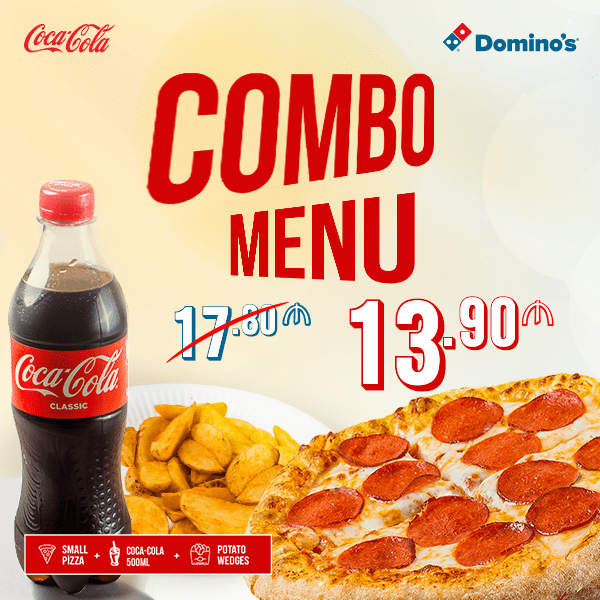 Coca-Cola
Domino's
COMBO
MENU
17.80₼
13.90₼
Coca-Cola
CLASSIC
SMALL PIZZA + COCA-COLA 500ML + POTATO WEDGES